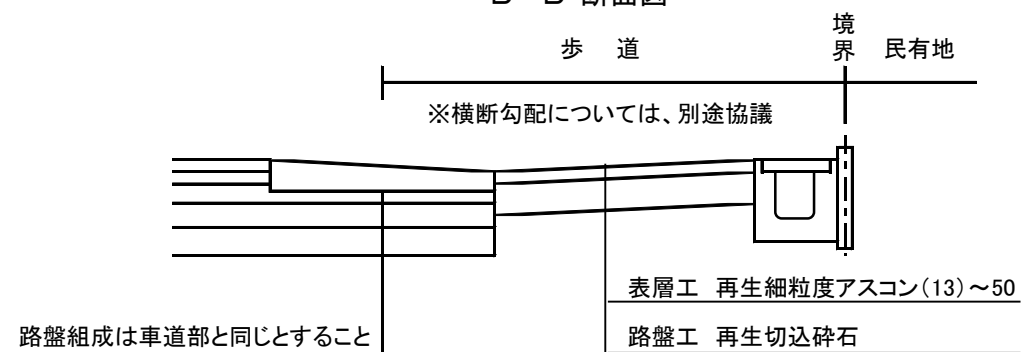 歩　道
境界
民有地
※横断勾配については、別途協議
表層工　再生細粒度アスコン（13）～50
路盤工　再生切込砕石
路盤組成は車道部と同じとすること